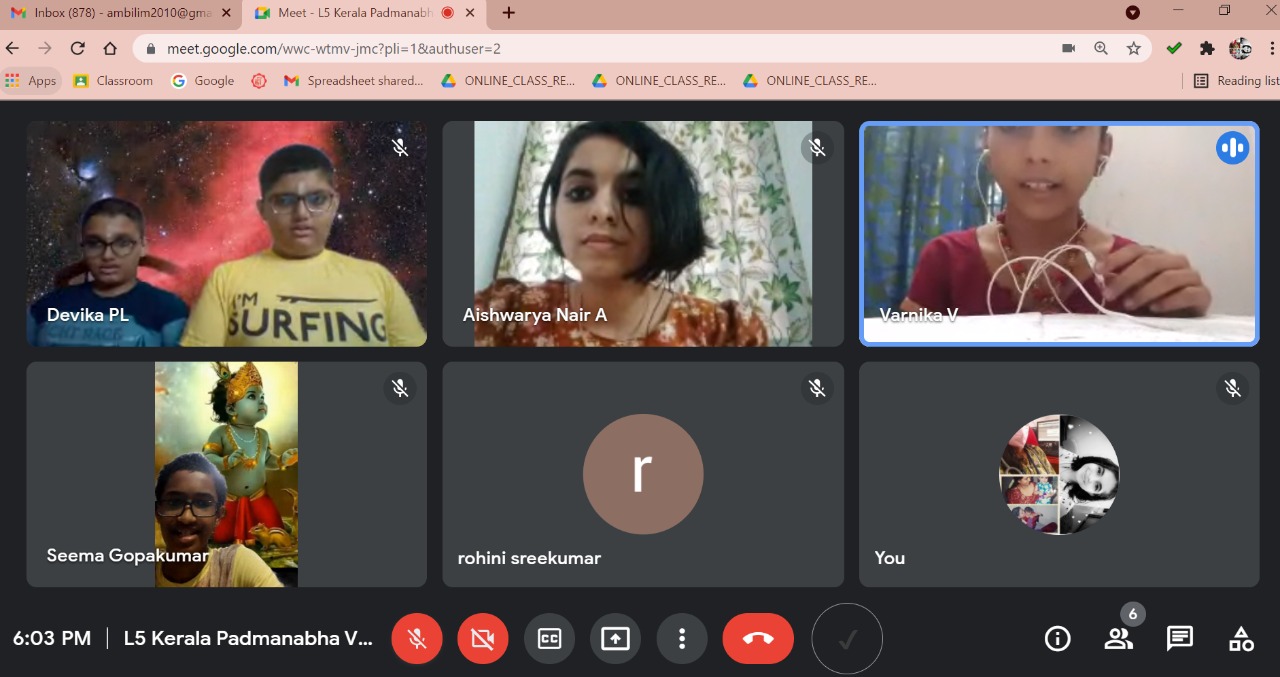 Inbox (878) - ambilim2010@gma
Meet - L5 Kerala Padmanabh
meet.google.com/wwc-wtmv-jmc?pli=1&authuser=2
Apps
Classroom
Google
Spreadsheet shared...
ONLINE_CLASS_RE...
ONLINE_CLASS_RE...
ONLINE_CLASS_RE...
Reading list
I'M
SURFING
Devika PL
Aishwarya Nair A
Varnika V
Seema Gopakumar
r
rohini sreekumar
You
6:03 PM
L5 Kerala Padmanabha V...
CC
6